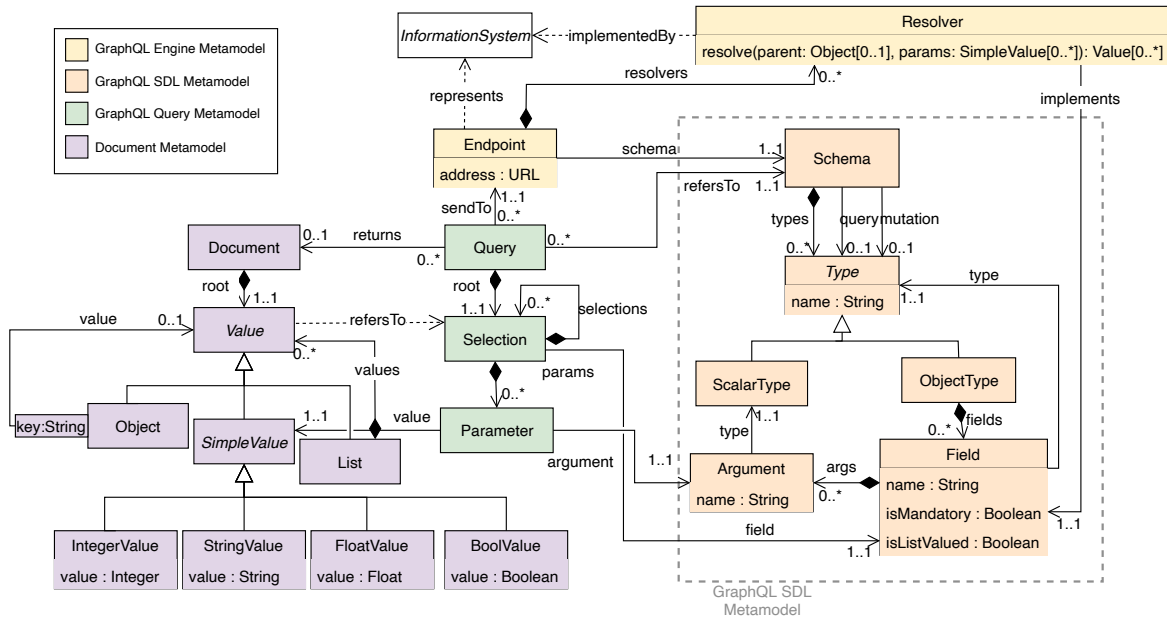 GraphQL Engine Metamodel
GraphQL SDL Metamodel
GraphQL Query Metamodel
Document Metamodel
InformationSystem
implementedBy
Resolver
resolve(parent: Object[0..1], params: SimpleValue[0..*]): Value[0..*]
resolvers
0..*
represents
implements
Endpoint
address : URL
schema
1..1
Schema
refersTo
1..1
1..1
sendTo
0..*
types
query
mutation
0..*
0..1
0..1
Document
0..1
returns
0..*
Query
0..*
Type
name : String
type
1..1
root
1..1
root
1..1
0..*
selections
value
0..1
Value
refersTo
0..*
Selection
values
params
0..*
ScalarType
ObjectType
1..1
type
fields
0..*
key:String
Object
1..1
SimpleValue
value
Parameter
argument
1..1
List
Argument
name : String
args
0..*
Field
name : String
isMandatory : Boolean
isListValued : Boolean
1..1
field
1..1
IntegerValue
value : Integer
StringValue
value : String
FloatValue
value : Float
BoolValue
value : Boolean
GraphQL SDL
Metamodel